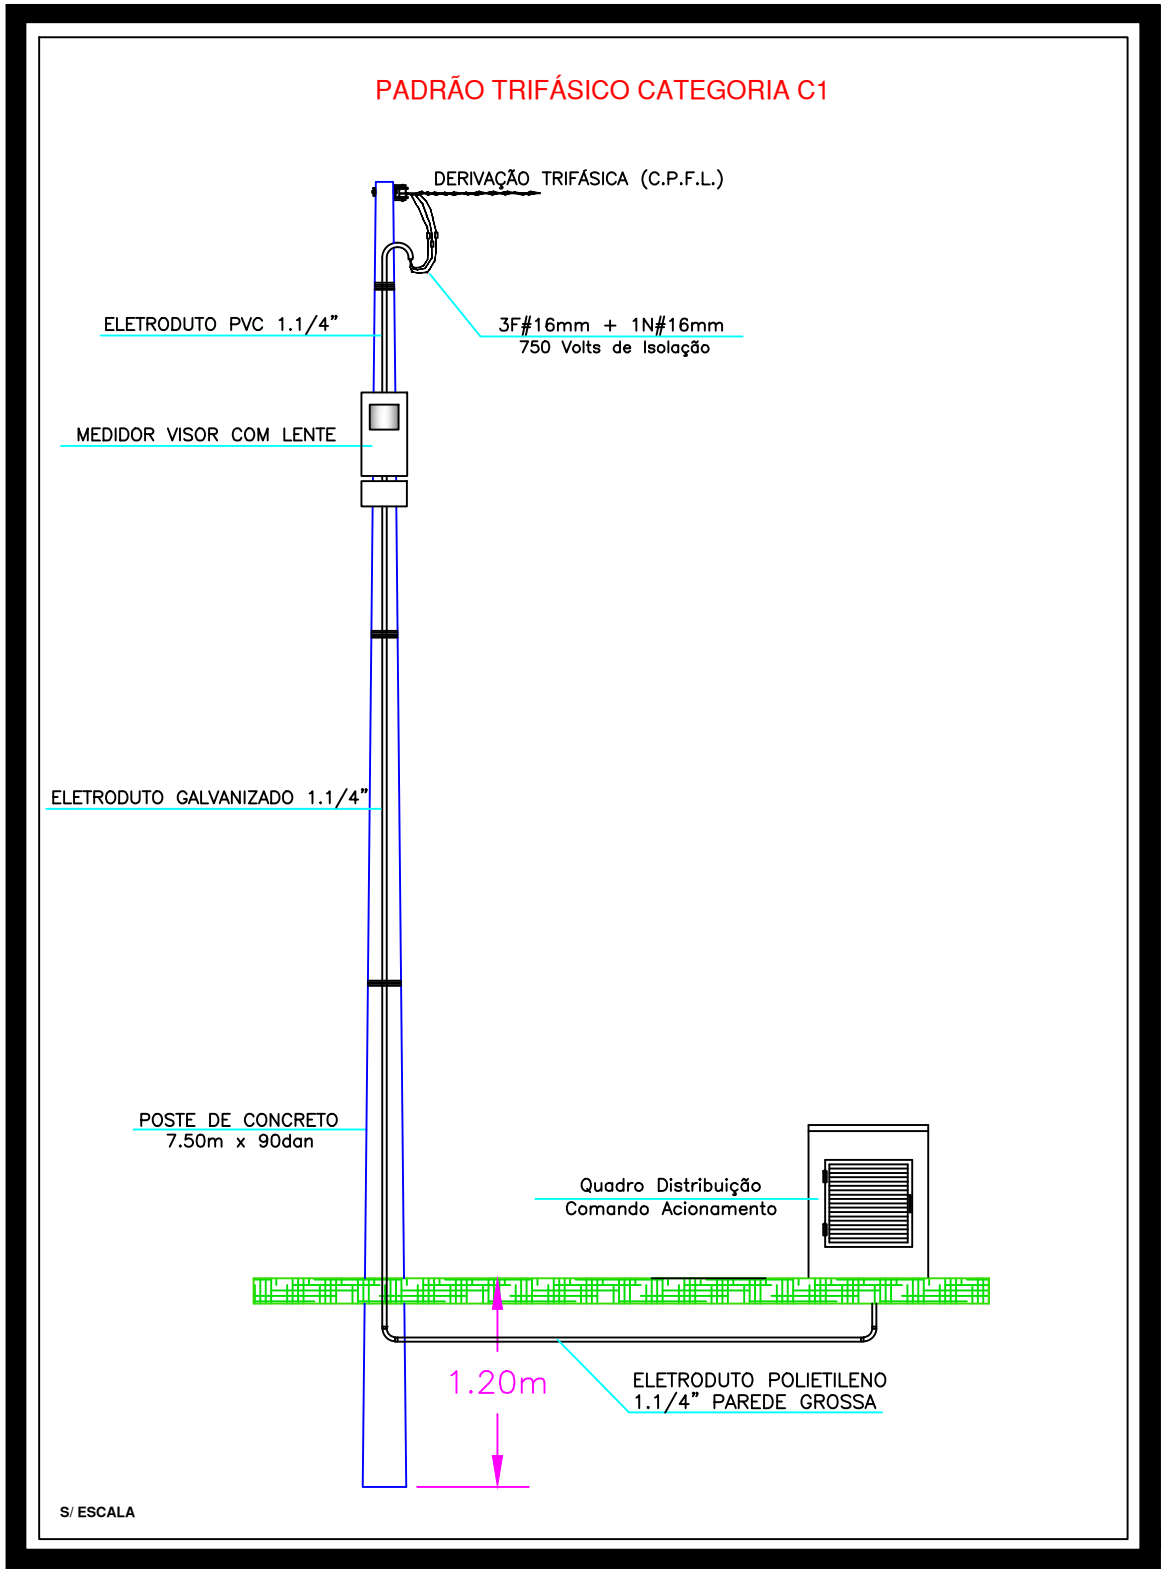 PADRÃO TRIFÁSICO CATEGORIA C1
DERIVAÇÃO TRIFÁSICA (C.P.F.L.)
ELETRODUTO PVC 1.1/4"
3F#16mm + 1N#16mm
750 Volts de Isolação
MEDIDOR VISOR COM LENTE
ELETRODUTO GALVANIZADO 1.1/4"
POSTE DE CONCRETO
7.50m x 90dan
Quadro Distribuição
Comando Acionamento
1.20m
ELETRODUTO POLIETILENO
1.1/4" PAREDE GROSSA
S/ ESCALA